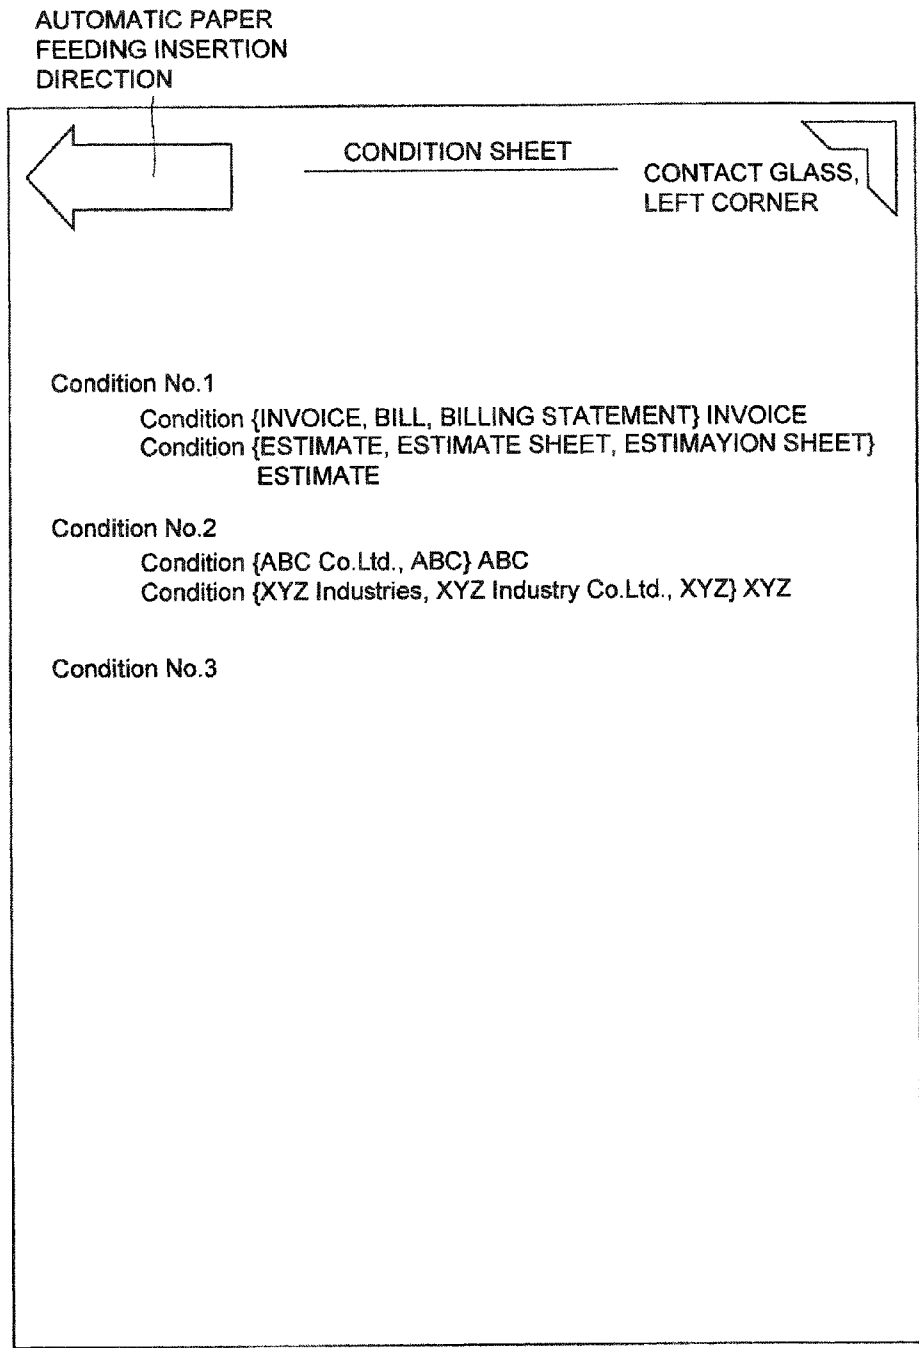 AUTOMATIC PAPER
FEEDING INSERTION
DIRECTION
CONDITION SHEET
CONTACT GLASS,
LEFT CORNER
Condition No.1
Condition {INVOICE, BILL, BILLING STATEMENT} INVOICE
Condition {ESTIMATE, ESTIMATE SHEET, ESTIMAYION SHEET}
ESTIMATE
Condition No.2
Condition {ABC Co.Ltd., ABC} ABC
Condition {XYZ Industries, XYZ Industry Co.Ltd., XYZ} XYZ
Condition No.3